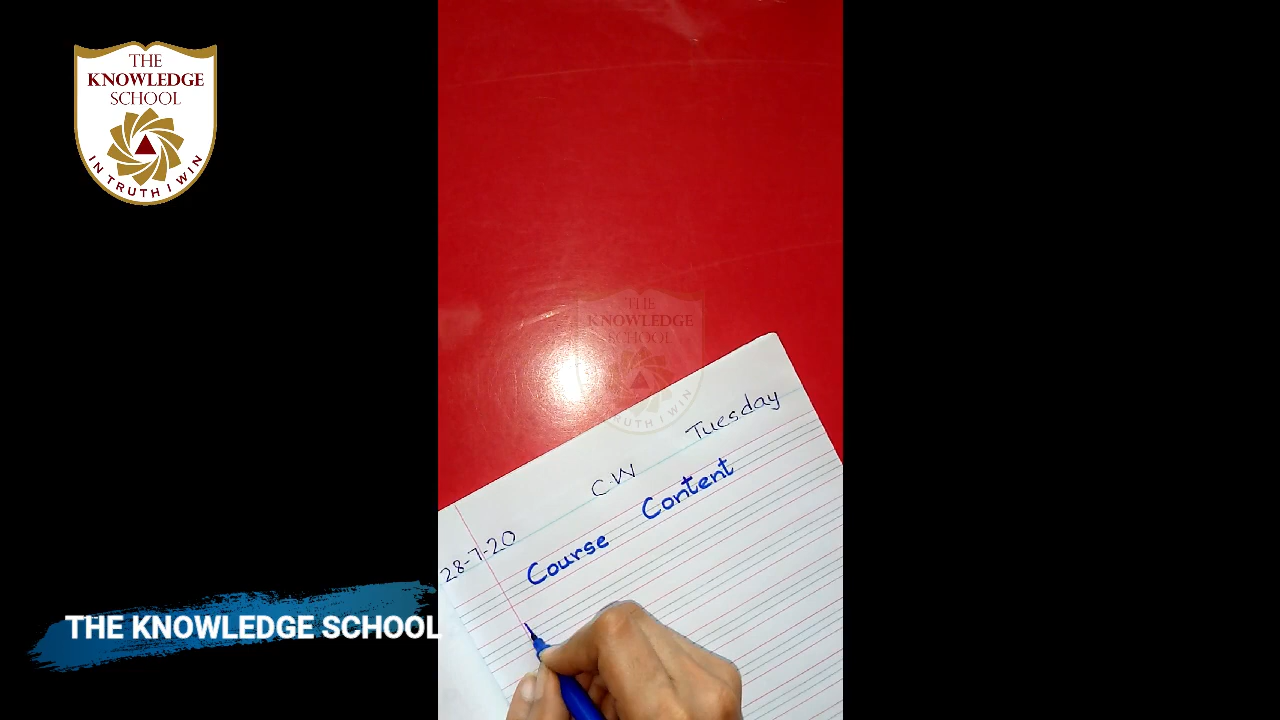 THE
KNOWLEDGE
SCHOOL
IN TRUTH I WIN
THE
KNOWLEDGE
SCHOOL
TRUTH I WIN
28-7-20 C.W Tuesday
Course Content
THE KNOWLEDGE SCHOOL